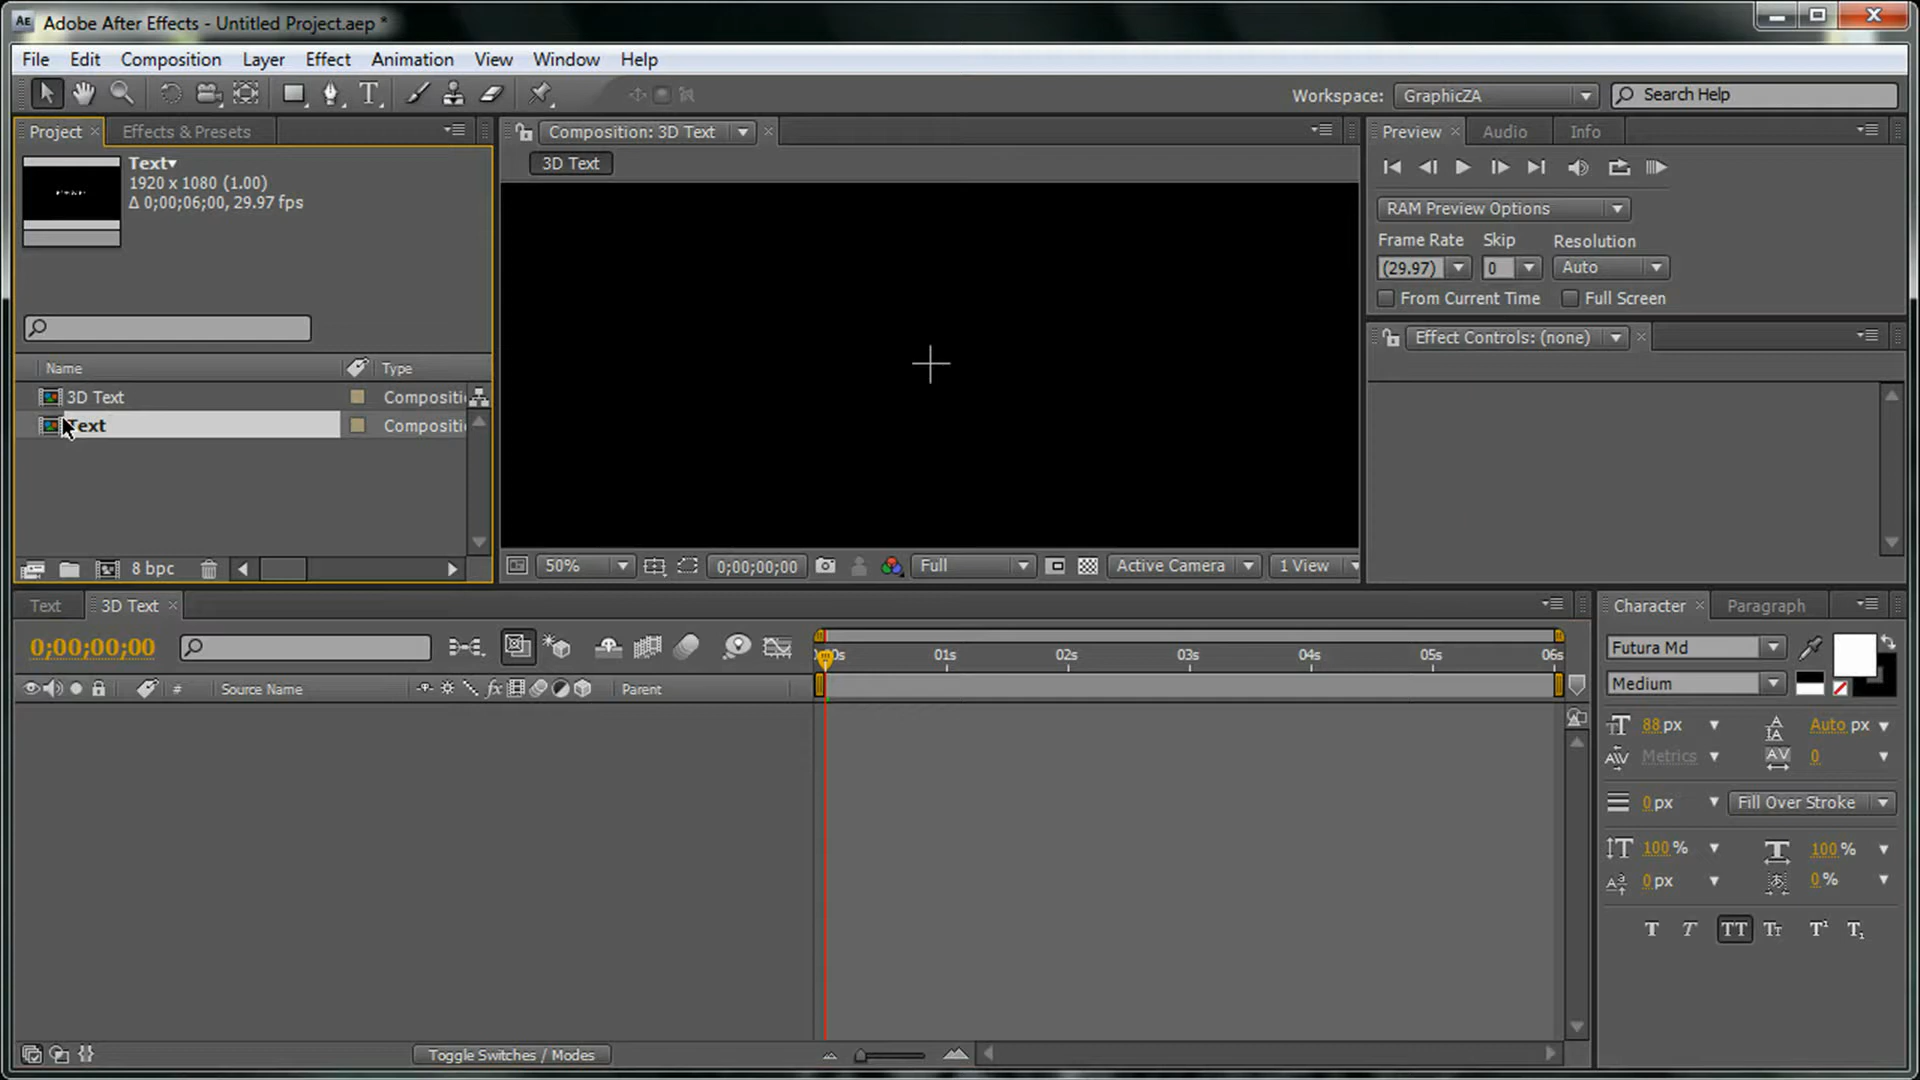 Adobe After Effects - Untitled Project.aep *
File Edit Composition Layer Effect Animation View Window Help
Workspace: GraphicZA Search Help
Project Effects & Presets
Text
1920 x 1080 (1.00)
Δ 0;00;06;00, 29.97 fps
Name Type
3D Text Compositi
Text Compositi
8 bpc
Composition: 3D Text
3D Text
50% 0;00;00;00 Full Active Camera 1 View
Preview Audio Info
RAM Preview Options
Frame Rate Skip Resolution
(29.97) 0 Auto
From Current Time Full Screen
Effect Controls: (none)
Text 3D Text
0;00;00;00
# Source Name fx Parent
0s 01s 02s 03s 04s 05s 06s
Toggle Switches / Modes
Character Paragraph
Futura Md
Medium
88 px Auto px
Metrics 0
0 px Fill Over Stroke
100 % 100 %
0 px 0 %
T T TT Tt T¹ T₁